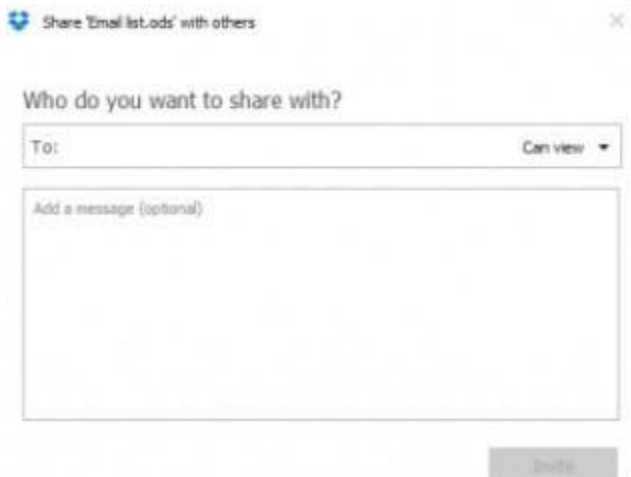 Share 'Email list.ods' with others
Who do you want to share with?
To: Can view
Add a message (optional)
Invite